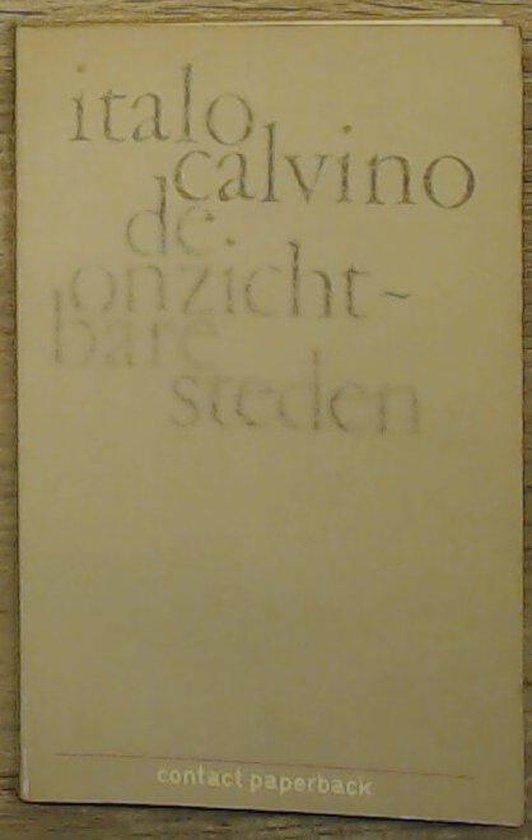 italo
calvino
de
onzicht-
bare
steden
contact paperback